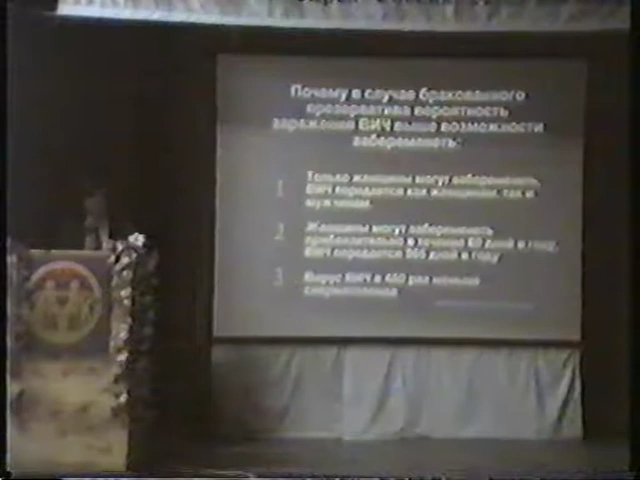 Почему в случае бракованного
презерватива вероятность
заражения ВИЧ выше возможности
забеременеть:
1 Только женщины могут забеременеть,
ВИЧ передается как женщинам, так и
мужчинам.
2 Женщины могут забеременеть
приблизительно в течение 60 дней в году,
ВИЧ передается 365 дней в году
3 Вирус ВИЧ в 450 раз меньше
сперматозоида